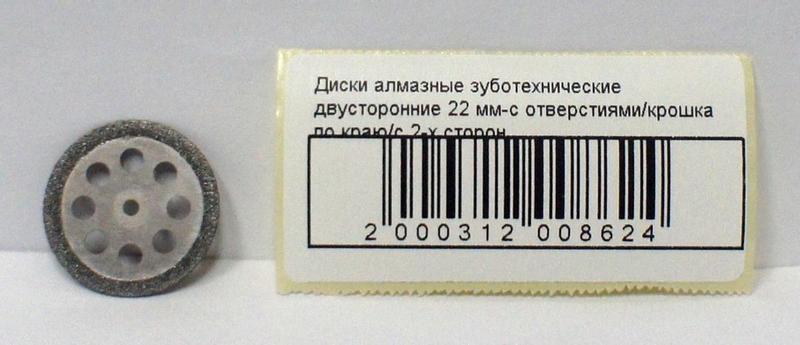 Диски алмазные зуботехнические
двусторонние 22 мм-с отверстиями/крошка
по краю/с 2-х сторон
2 000312 008624